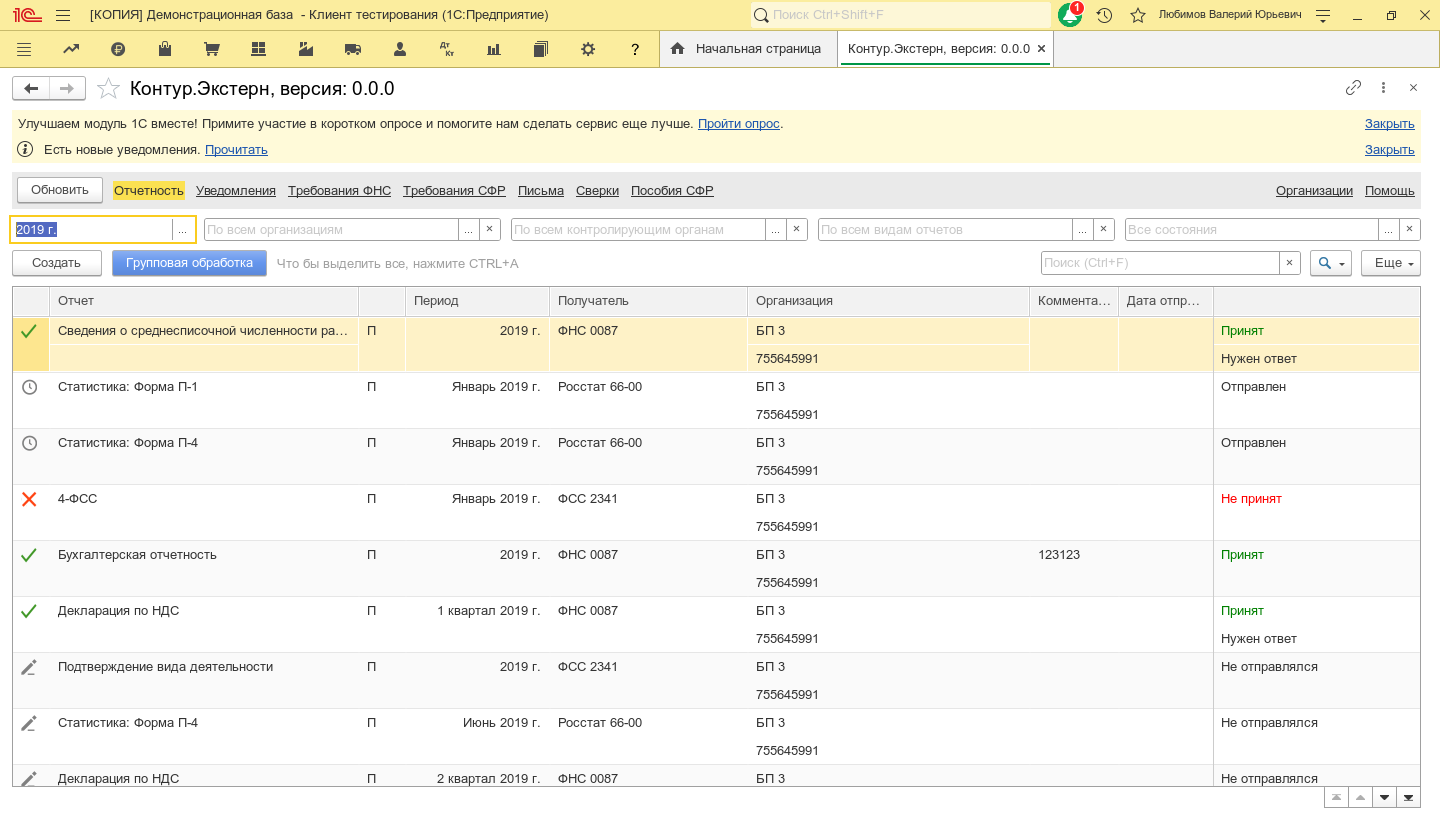 1С [КОПИЯ] Демонстрационная база - Клиент тестирования (1С:Предприятие) Поиск Ctrl+Shift+F 1 Любимов Валерий Юрьевич
Дт Кт ? Начальная страница Контур.Экстерн, версия: 0.0.0 ×
Контур.Экстерн, версия: 0.0.0
Улучшаем модуль 1С вместе! Примите участие в коротком опросе и помогите нам сделать сервис еще лучше. Пройти опрос. Закрыть
Есть новые уведомления. Прочитать Закрыть
Обновить Отчетность Уведомления Требования ФНС Требования СФР Письма Сверки Пособия СФР Организации Помощь
2019 г. ... По всем организациям ... × По всем контролирующим органам ... × По всем видам отчетов ... × Все состояния ... ×
Создать Групповая обработка Что бы выделить все, нажмите CTRL+A Поиск (Ctrl+F) × Еще
Отчет Период Получатель Организация Коммента... Дата отпр...
Сведения о среднесписочной численности ра... П 2019 г. ФНС 0087 БП 3 Принят
755645991 Нужен ответ
Статистика: Форма П-1 П Январь 2019 г. Росстат 66-00 БП 3 Отправлен
755645991
Статистика: Форма П-4 П Январь 2019 г. Росстат 66-00 БП 3 Отправлен
755645991
4-ФСС П Январь 2019 г. ФСС 2341 БП 3 Не принят
755645991
Бухгалтерская отчетность П 2019 г. ФНС 0087 БП 3 123123 Принят
755645991
Декларация по НДС П 1 квартал 2019 г. ФНС 0087 БП 3 Принят
755645991 Нужен ответ
Подтверждение вида деятельности П 2019 г. ФСС 2341 БП 3 Не отправлялся
755645991
Статистика: Форма П-4 П Июнь 2019 г. Росстат 66-00 БП 3 Не отправлялся
755645991
Декларация по НДС П 2 квартал 2019 г. ФНС 0087 БП 3 Не отправлялся